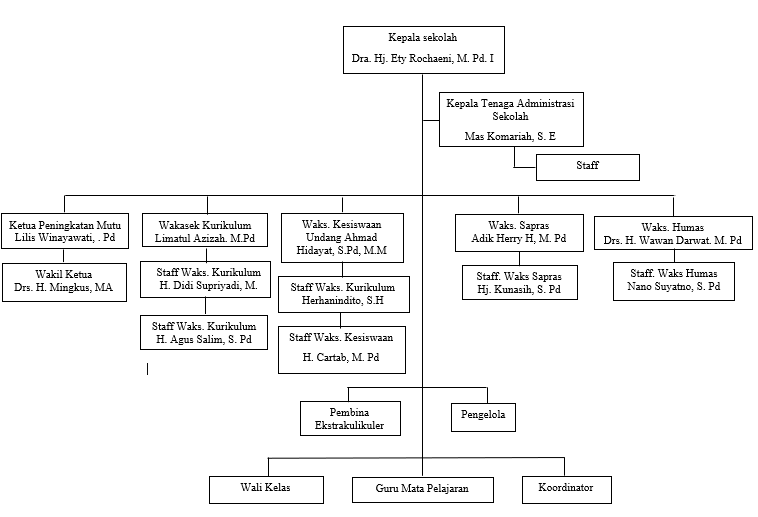 Kepala sekolah
Dra. Hj. Ety Rochaeni, M. Pd. I
Kepala Tenaga Administrasi
Sekolah
Mas Komariah, S. E
Staff
Ketua Peningkatan Mutu
Lilis Winayawati, . Pd
Wakil Ketua
Drs. H. Mingkus, MA
Wakasek Kurikulum
Limatul Azizah. M.Pd
Staff Waks. Kurikulum
H. Didi Supriyadi, M.
Staff Waks. Kurikulum
H. Agus Salim, S. Pd
Waks. Kesiswaan
Undang Ahmad
Hidayat, S.Pd, M.M
Staff Waks. Kurikulum
Herhanindito, S.H
Staff Waks. Kesiswaan
H. Cartab, M. Pd
Waks. Sapras
Adik Herry H, M. Pd
Staff. Waks Sapras
Hj. Kunasih, S. Pd
Waks. Humas
Drs. H. Wawan Darwat. M. Pd
Staff. Waks Humas
Nano Suyatno, S. Pd
Pembina
Ekstrakulikuler
Pengelola
Wali Kelas
Guru Mata Pelajaran
Koordinator